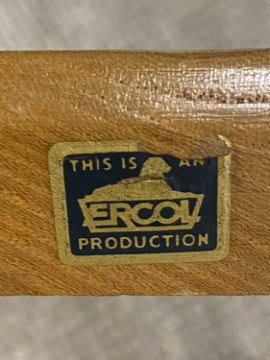 THIS IS AN
ERCOL
PRODUCTION